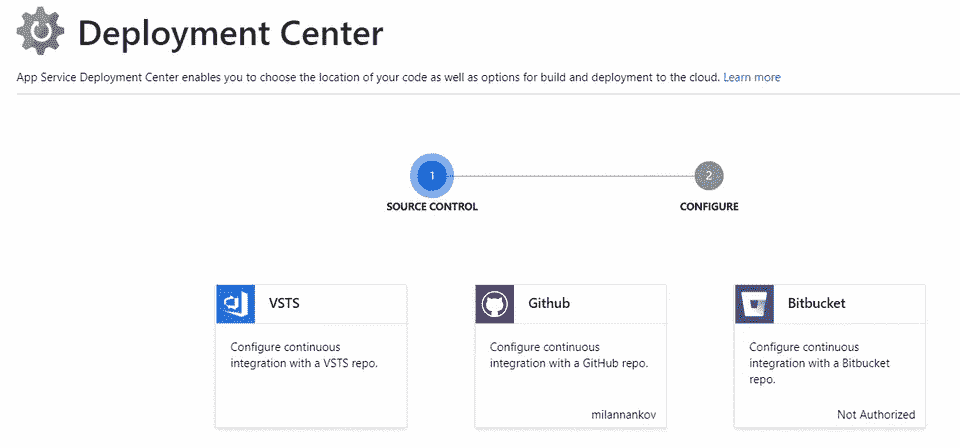 Deployment Center
App Service Deployment Center enables you to choose the location of your code as well as options for build and deployment to the cloud. Learn more
1
2
SOURCE CONTROL
CONFIGURE
VSTS
Configure continuous
integration with a VSTS repo.
Github
Configure continuous
integration with a GitHub repo.
milannankov
Bitbucket
Configure continuous
integration with a Bitbucket
repo.
Not Authorized